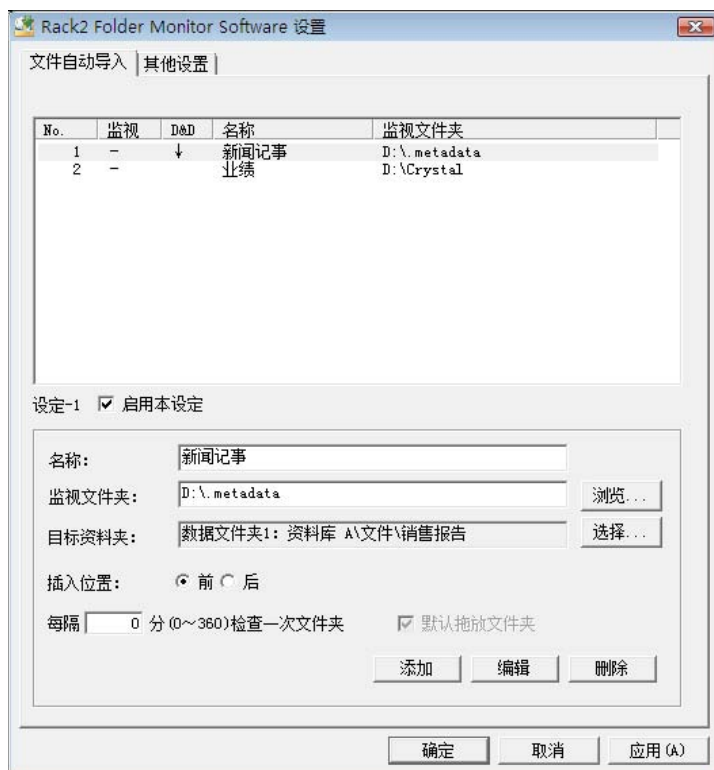 Rack2 Folder Monitor Software 设置
文件自动导入 其他设置
No. 监视 D&D 名称 监视文件夹
1 - ↓ 新闻记事 D:\.metadata
2 - 业绩 D:\Crystal
设定-1 启用本设定
名称: 新闻记事
监视文件夹: D:\.metadata 浏览...
目标资料夹: 数据文件夹1: 资料库 A\文件\销售报告 选择...
插入位置: 前 后
每隔 0 分(0~360)检查一次文件夹 默认拖放文件夹
添加 编辑 删除
确定 取消 应用(A)